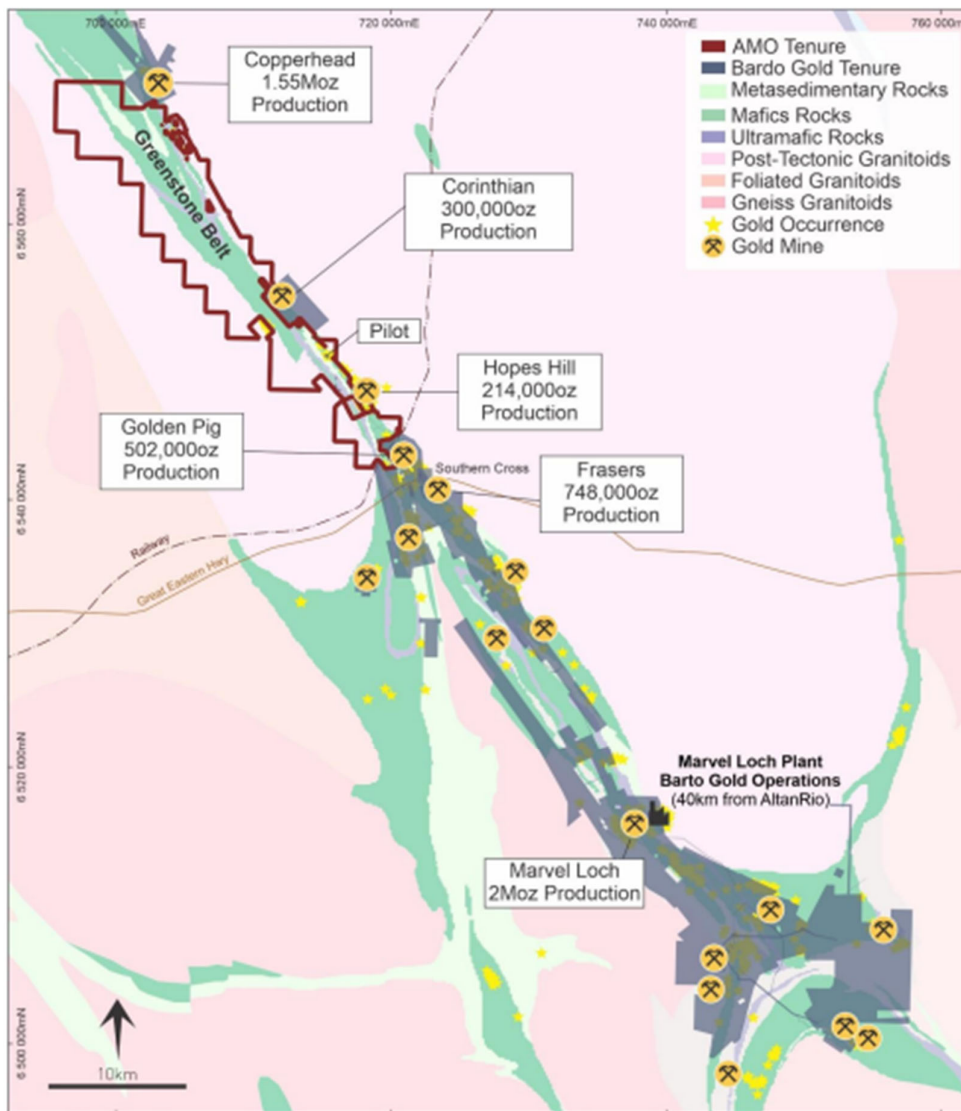 700 000mE
720 000mE
740 000mE
760 000mE
Copperhead
1.55Moz
Production
AMO Tenure
Bardo Gold Tenure
Metasedimentary Rocks
Mafics Rocks
Ultramafic Rocks
Post-Tectonic Granitoids
Foliated Granitoids
Gneiss Granitoids
Gold Occurrence
Gold Mine
Greenstone Belt
Corinthian
300,000oz
Production
6 560 000mN
Pilot
Hopes Hill
214,000oz
Production
Golden Pig
502,000oz
Production
Southern Cross
Frasers
748,000oz
Production
6 540 000mN
Railway
Great Eastern Hwy
6 520 000mN
Marvel Loch Plant
Barto Gold Operations
(40km from AltanRio)
Marvel Loch
2Moz Production
6 500 000mN
10km